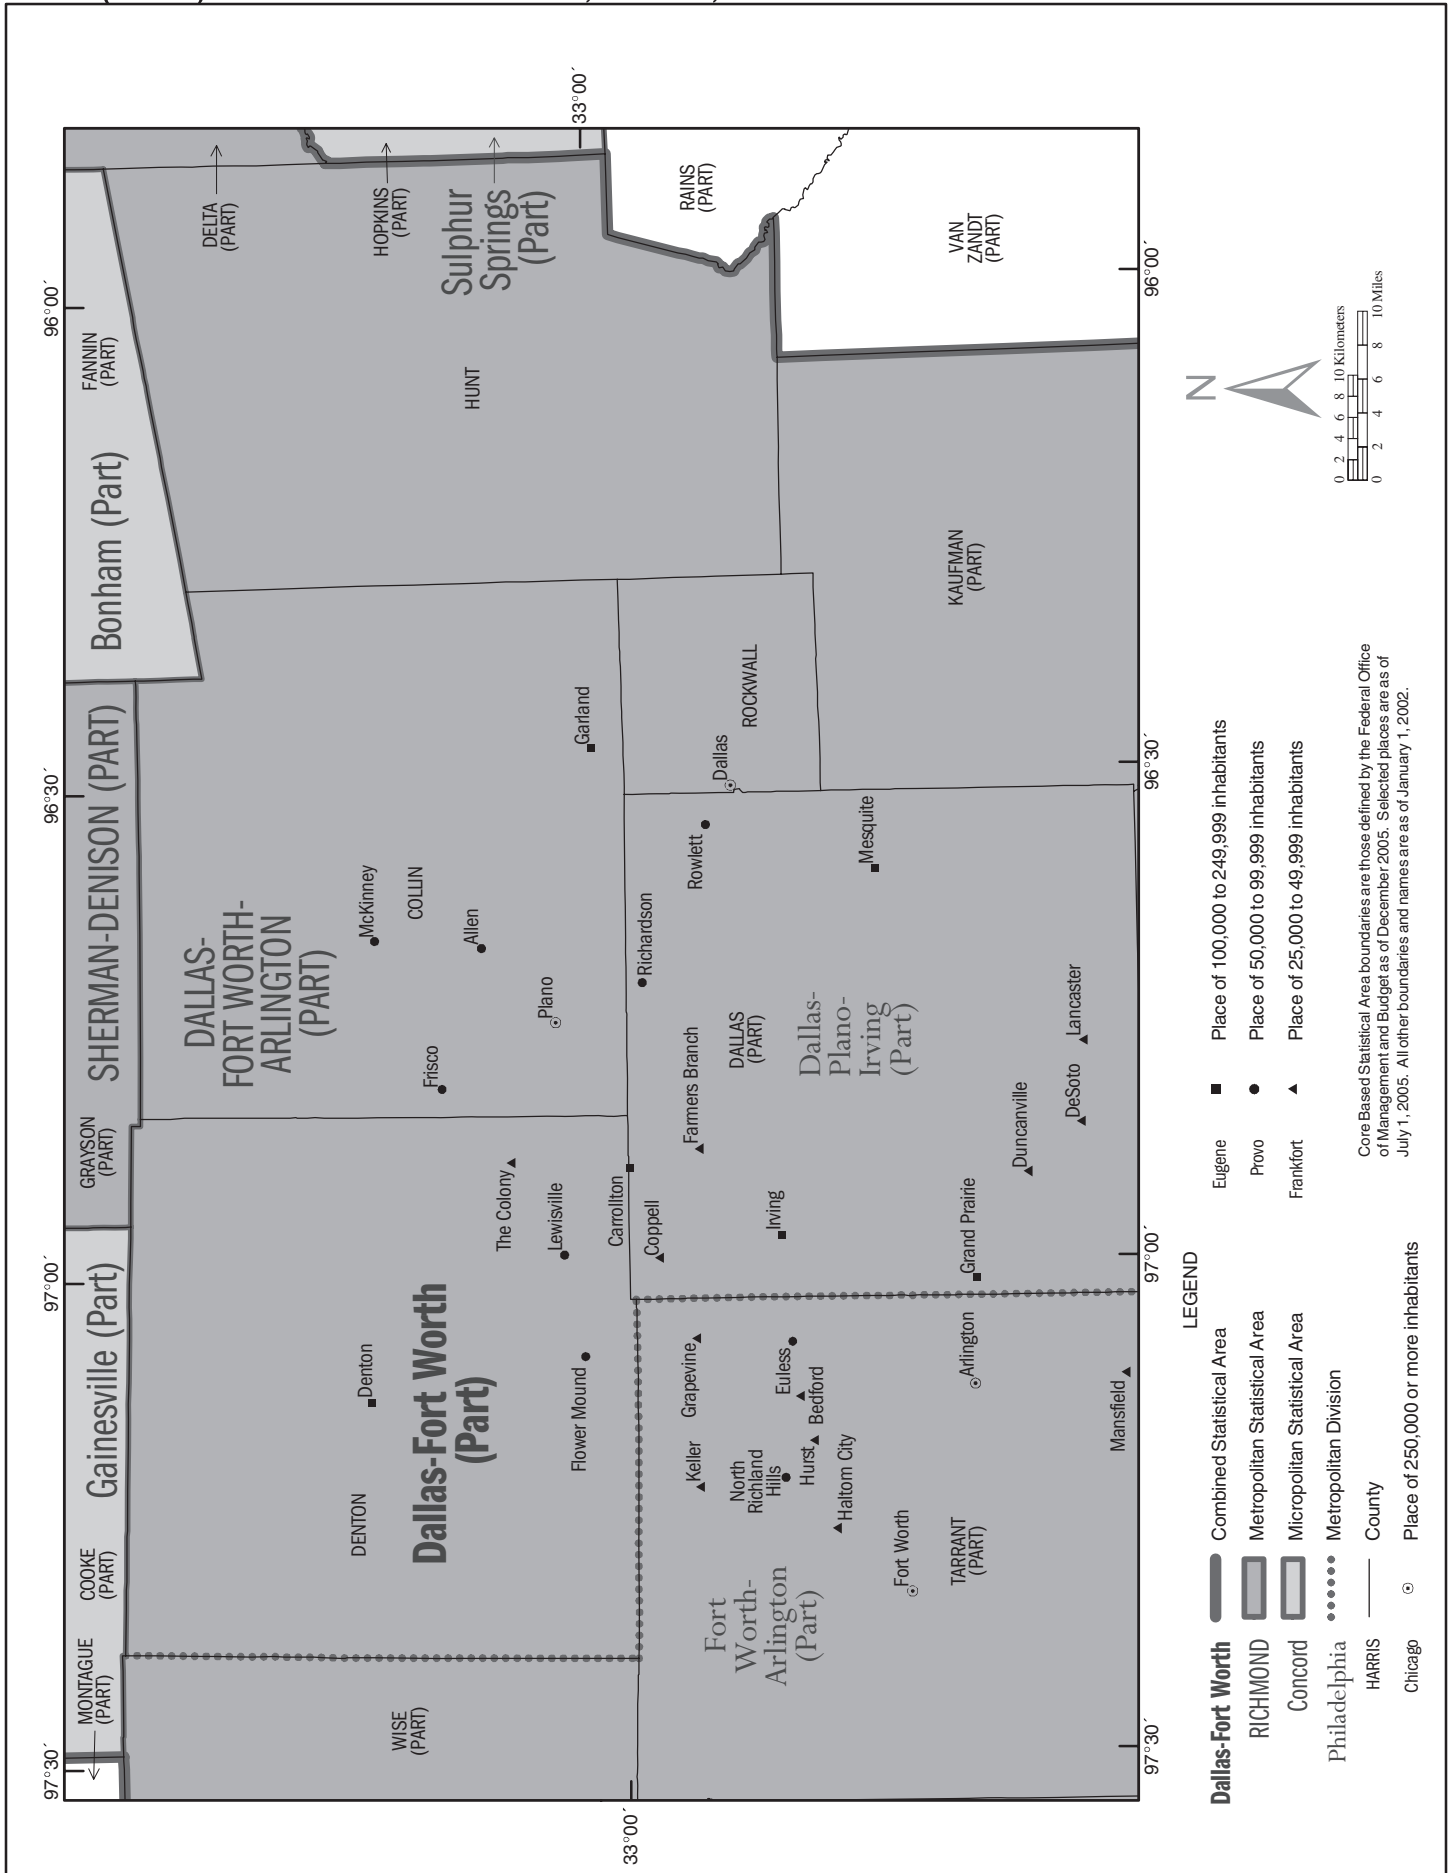 97°30´
97°00´
96°30´
96°00´
MONTAGUE
(PART)
COOKE
(PART)
Gainesville (Part)
GRAYSON
(PART)
SHERMAN-DENISON (PART)
Bonham (Part)
FANNIN
(PART)
DELTA
(PART)
HOPKINS
(PART)
Sulphur
Springs
(Part)
33°00´
HUNT
DALLAS-
FORT WORTH-
ARLINGTON
(PART)
McKinney
COLLIN
Allen
Frisco
Plano
Garland
WISE
(PART)
DENTON
Denton
Dallas-Fort Worth
(Part)
The Colony
Lewisville
Flower Mound
Carrollton
33°00´
Coppell
Richardson
Farmers Branch
Rowlett
Dallas
ROCKWALL
RAINS
(PART)
DALLAS
(PART)
Dallas-
Plano-
Irving
(Part)
Irving
Mesquite
Grapevine
Keller
Fort
Worth-
Arlington
(Part)
North
Richland
Hills
Euless
Bedford
Hurst
Haltom City
Fort Worth
TARRANT
(PART)
Arlington
Grand Prairie
Duncanville
DeSoto
Lancaster
Mansfield
KAUFMAN
(PART)
VAN
ZANDT
(PART)
97°30´
97°00´
96°30´
96°00´
LEGEND
Dallas-Fort Worth Combined Statistical Area
RICHMOND Metropolitan Statistical Area
Concord Micropolitan Statistical Area
Philadelphia Metropolitan Division
HARRIS County
Chicago Place of 250,000 or more inhabitants
Eugene Place of 100,000 to 249,999 inhabitants
Provo Place of 50,000 to 99,999 inhabitants
Frankfort Place of 25,000 to 49,999 inhabitants
Core Based Statistical Area boundaries are those defined by the Federal Office
of Management and Budget as of December 2005. Selected places are as of
July 1, 2005. All other boundaries and names are as of January 1, 2002.
N
0 2 4 6 8 10 Kilometers
0 2 4 6 8 10 Miles